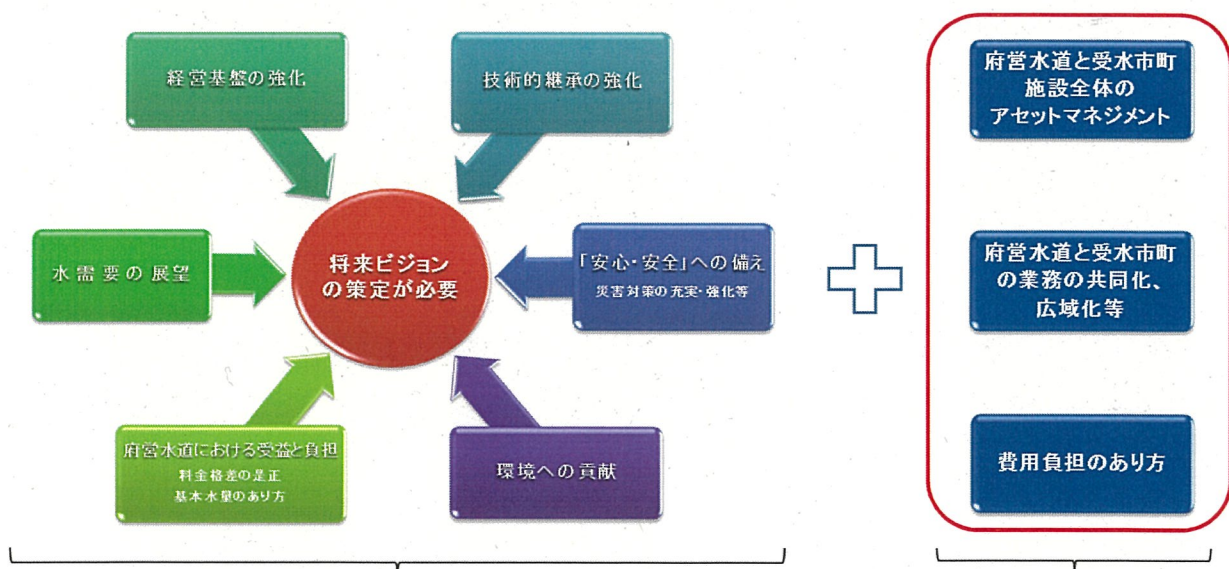 経営基盤の強化
技術的継承の強化
水需要の展望
将来ビジョン
の策定が必要
「安心・安全」への備え
災害対策の充実・強化等
府営水道における受益と負担
料金格差の是正
基本水量のあり方
環境への貢献
府営水道と受水市町
施設全体の
アセットマネジメント
府営水道と受水市町
の業務の共同化、
広域化等
費用負担のあり方